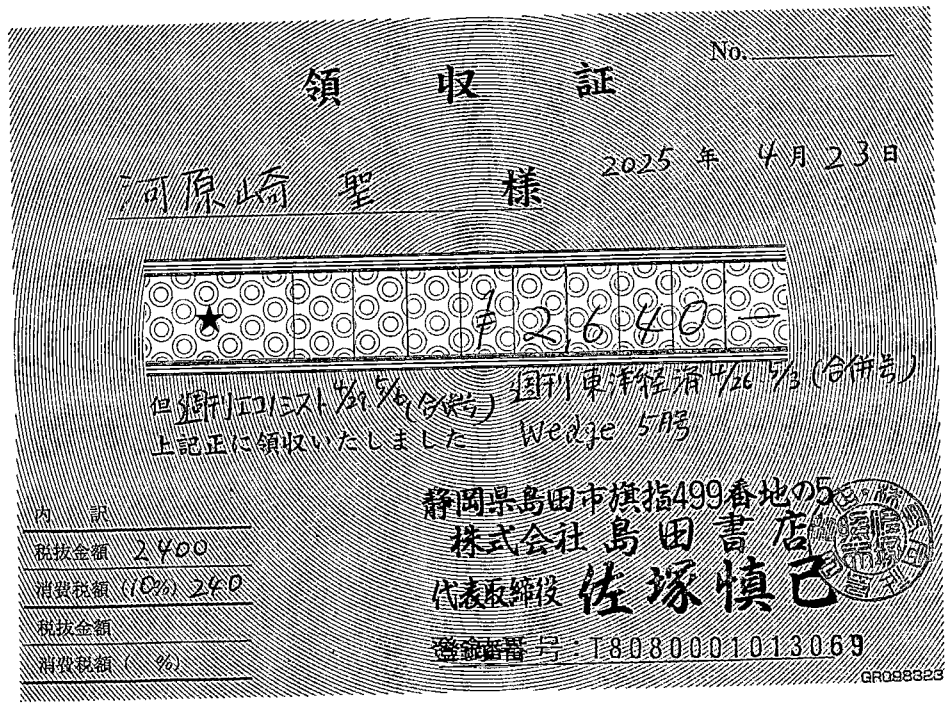 No.
領収証
2025年4月23日
河原崎 聖 様
★ ¥2,640―
但 週刊エコノミスト 4/29.5/6(合併号) 週刊東洋経済 4/26 5/3(合併号)
上記正に領収いたしました Wedge 5月号
静岡県島田市旗指499番地の5
株式会社 島田書店
代表取締役 佐塚慎己
登録番号:T8080001013069
内訳
税抜金額 2400
消費税額(10%) 240
税抜金額
消費税額( %)
GR098323